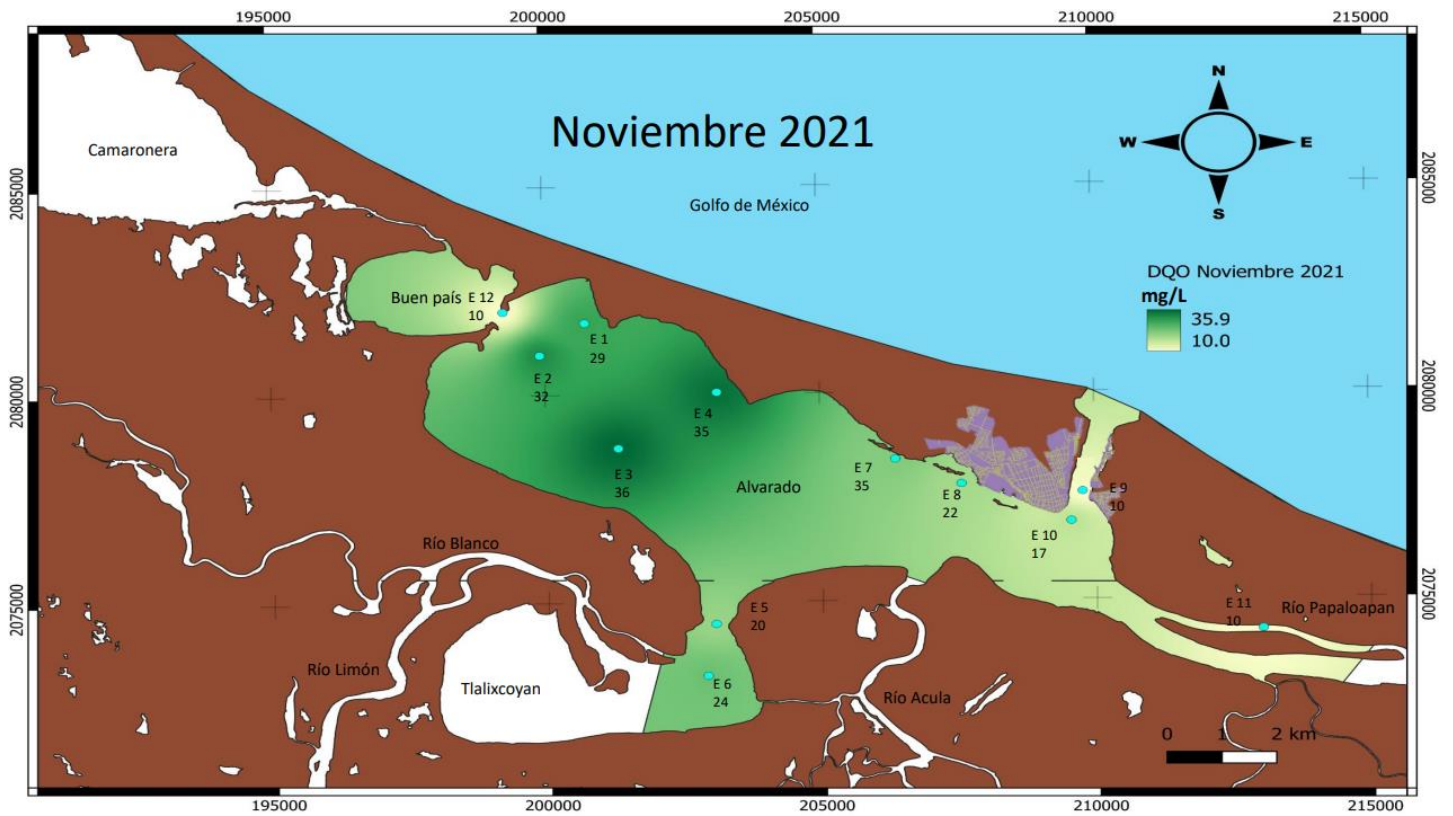 195000 200000 205000 210000 215000
Noviembre 2021
N
W E
S
Camaronera
Golfo de México
2085000
2085000
DQO Noviembre 2021
mg/L
35.9
10.0
Buen país
E 12
10
E 1
29
E 2
32
2080000
2080000
E 4
35
E 3
36
Alvarado
E 7
35
E 8
22
E 9
10
E 10
17
Río Blanco
2075000
2075000
E 5
20
E 11
10
Río Papaloapan
Río Limón
Tlalixcoyan
E 6
24
Río Acula
0 1 2 km
195000 200000 205000 210000 215000